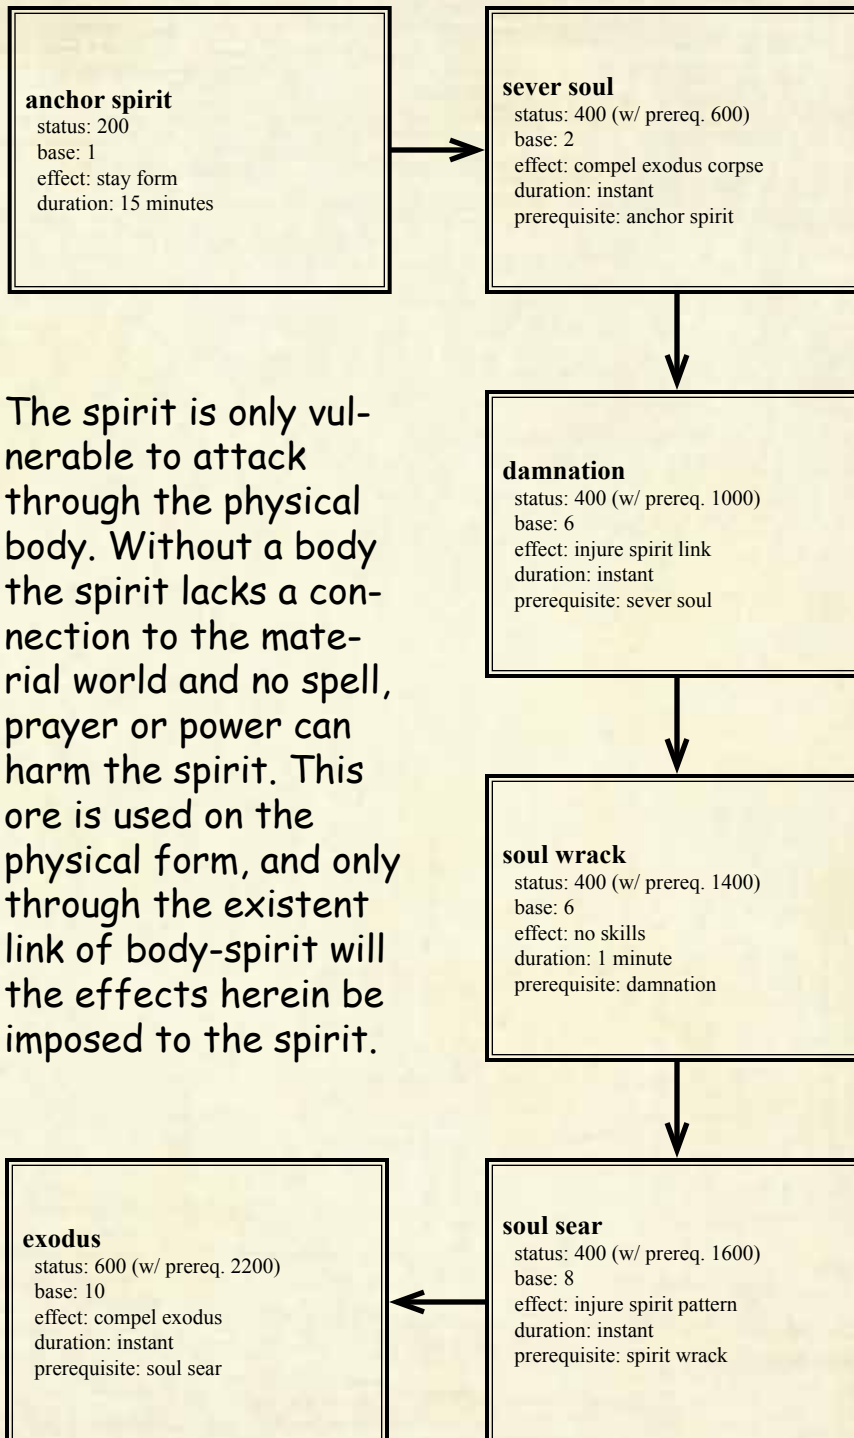 anchor spirit
status: 200
base: 1
effect: stay form
duration: 15 minutes
sever soul
status: 400 (w/ prereq. 600)
base: 2
effect: compel exodus corpse
duration: instant
prerequisite: anchor spirit
The spirit is only vul-
nerable to attack
through the physical
body. Without a body
the spirit lacks a con-
nection to the mate-
rial world and no spell,
prayer or power can
harm the spirit. This
ore is used on the
physical form, and only
through the existent
link of body-spirit will
the effects herein be
imposed to the spirit.
damnation
status: 400 (w/ prereq. 1000)
base: 6
effect: injure spirit link
duration: instant
prerequisite: sever soul
soul wrack
status: 400 (w/ prereq. 1400)
base: 6
effect: no skills
duration: 1 minute
prerequisite: damnation
soul sear
status: 400 (w/ prereq. 1600)
base: 8
effect: injure spirit pattern
duration: instant
prerequisite: spirit wrack
exodus
status: 600 (w/ prereq. 2200)
base: 10
effect: compel exodus
duration: instant
prerequisite: soul sear